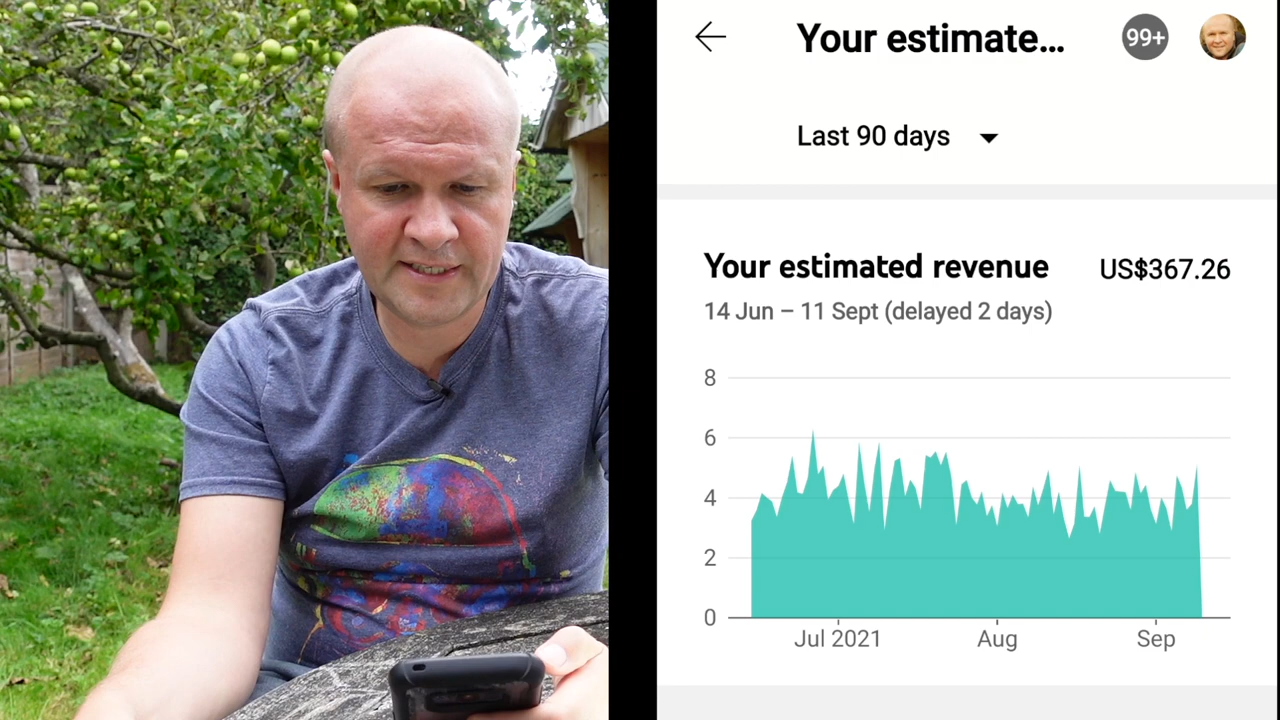 Your estimate...
99+
Last 90 days
Your estimated revenue
US$367.26
14 Jun – 11 Sept (delayed 2 days)
8
6
4
2
0
Jul 2021
Aug
Sep